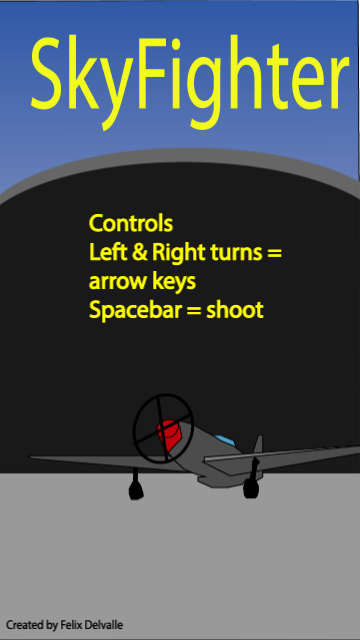 SkyFighter
Controls
Left & Right turns =
arrow keys
Spacebar = shoot
Created by Felix Delvalle